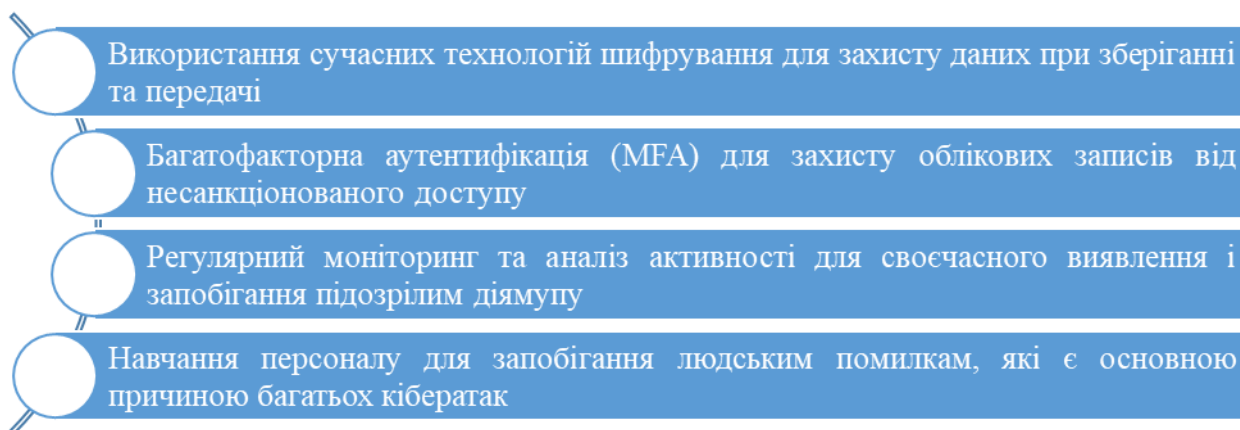 Використання сучасних технологій шифрування для захисту даних при зберіганні
та передачі
Багатофакторна аутентифікація (MFA) для захисту облікових записів від
несанкціонованого доступу
Регулярний моніторинг та аналіз активності для своєчасного виявлення і
запобігання підозрілим діямупу
Навчання персоналу для запобігання людським помилкам, які є основною
причиною багатьох кібератак